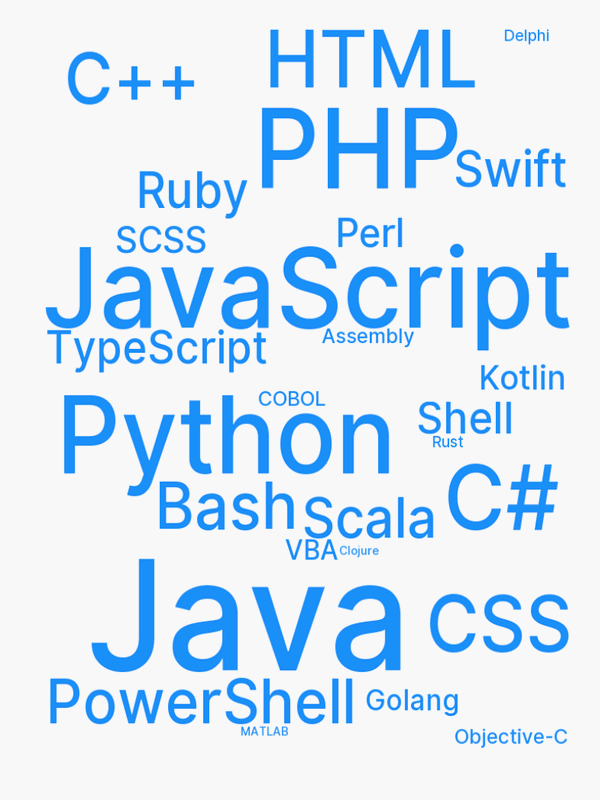 Delphi
HTML
C++
PHP
Swift
Ruby
Perl
SCSS
JavaScript
Assembly
TypeScript
Kotlin
COBOL
Shell
Python
Rust
C#
Bash
Scala
VBA
Clojure
Java
CSS
PowerShell
Golang
MATLAB
Objective-C